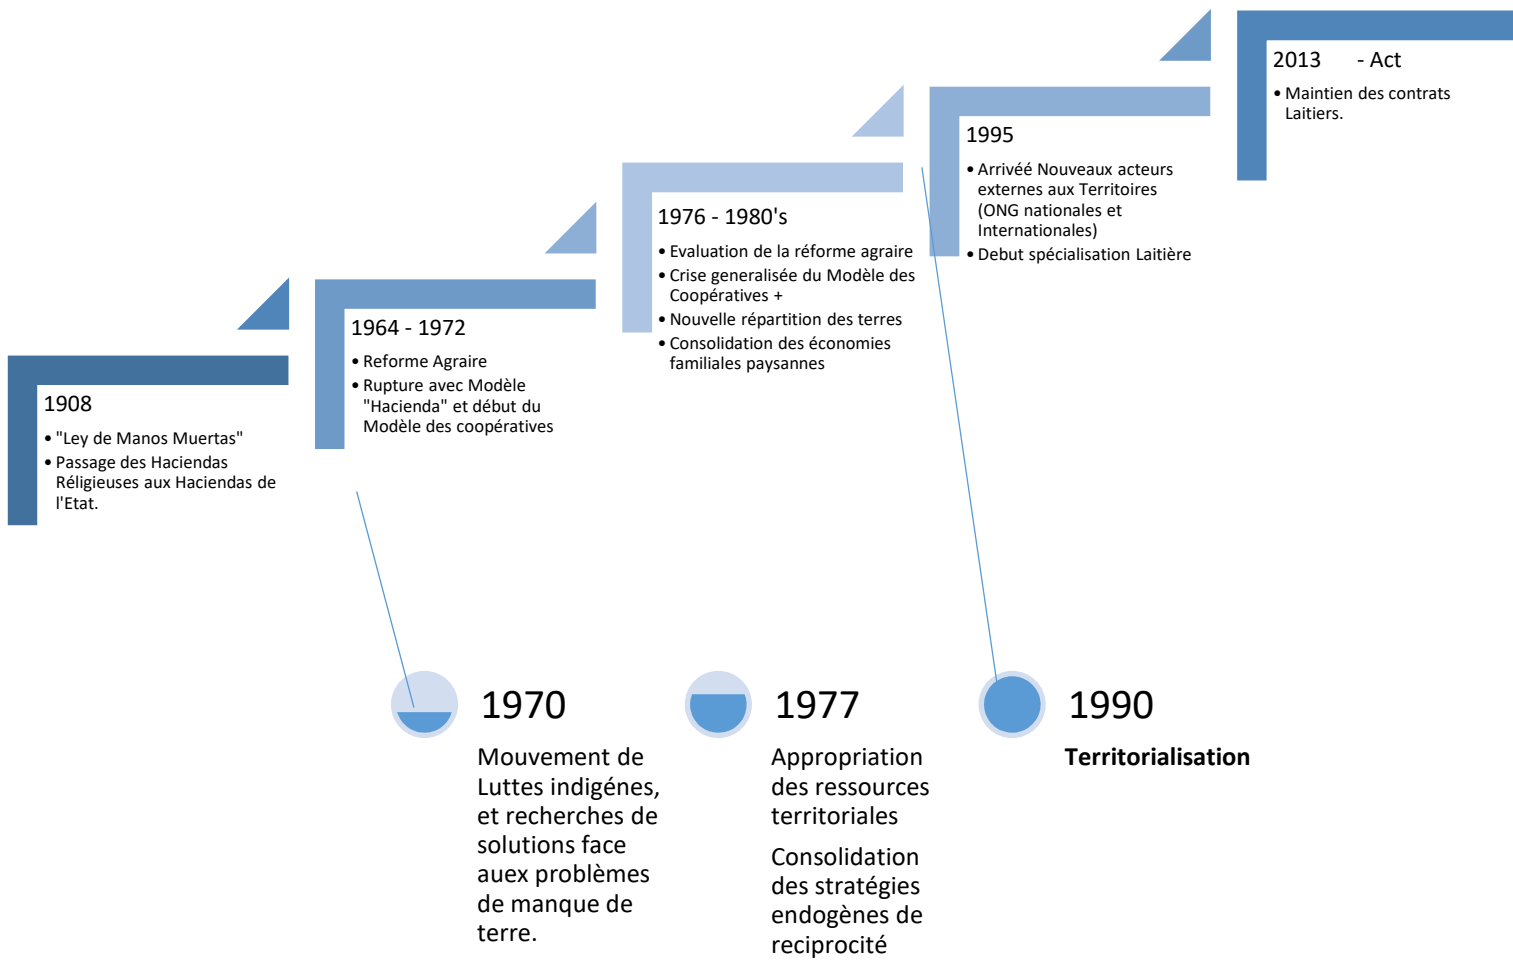 2013 - Act
• Maintien des contrats
Laitiers.
1995
• Arrivéé Nouveaux acteurs
externes aux Territoires
(ONG nationales et
Internationales)
• Debut spécialisation Laitière
1976 - 1980's
• Evaluation de la réforme agraire
• Crise generalisée du Modèle des
Coopératives +
• Nouvelle répartition des terres
• Consolidation des économies
familiales paysannes
1964 - 1972
• Reforme Agraire
• Rupture avec Modèle
"Hacienda" et début du
Modèle des coopératives
1908
• "Ley de Manos Muertas"
• Passage des Haciendas
Réligieuses aux Haciendas de
l'Etat.
1970
Mouvement de
Luttes indigénes,
et recherches de
solutions face
auex problèmes
de manque de
terre.
1977
Appropriation
des ressources
territoriales
Consolidation
des stratégies
endogènes de
reciprocité
1990
Territorialisation